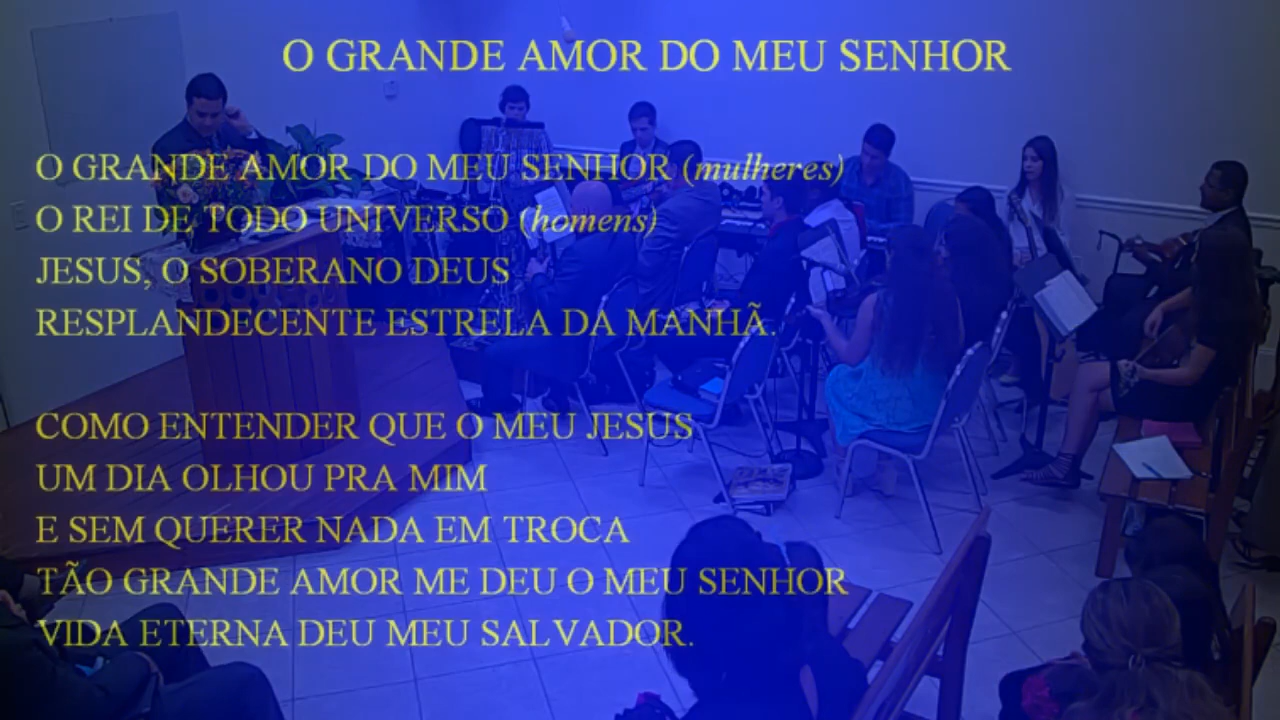 O GRANDE AMOR DO MEU SENHOR
O GRANDE AMOR DO MEU SENHOR (mulheres)
O REI DE TODO UNIVERSO (homens)
JESUS, O SOBERANO DEUS
RESPLANDECENTE ESTRELA DA MANHÃ.
COMO ENTENDER QUE O MEU JESUS
UM DIA OLHOU PRA MIM
E SEM QUERER NADA EM TROCA
TÃO GRANDE AMOR ME DEU O MEU SENHOR
VIDA ETERNA DEU MEU SALVADOR.